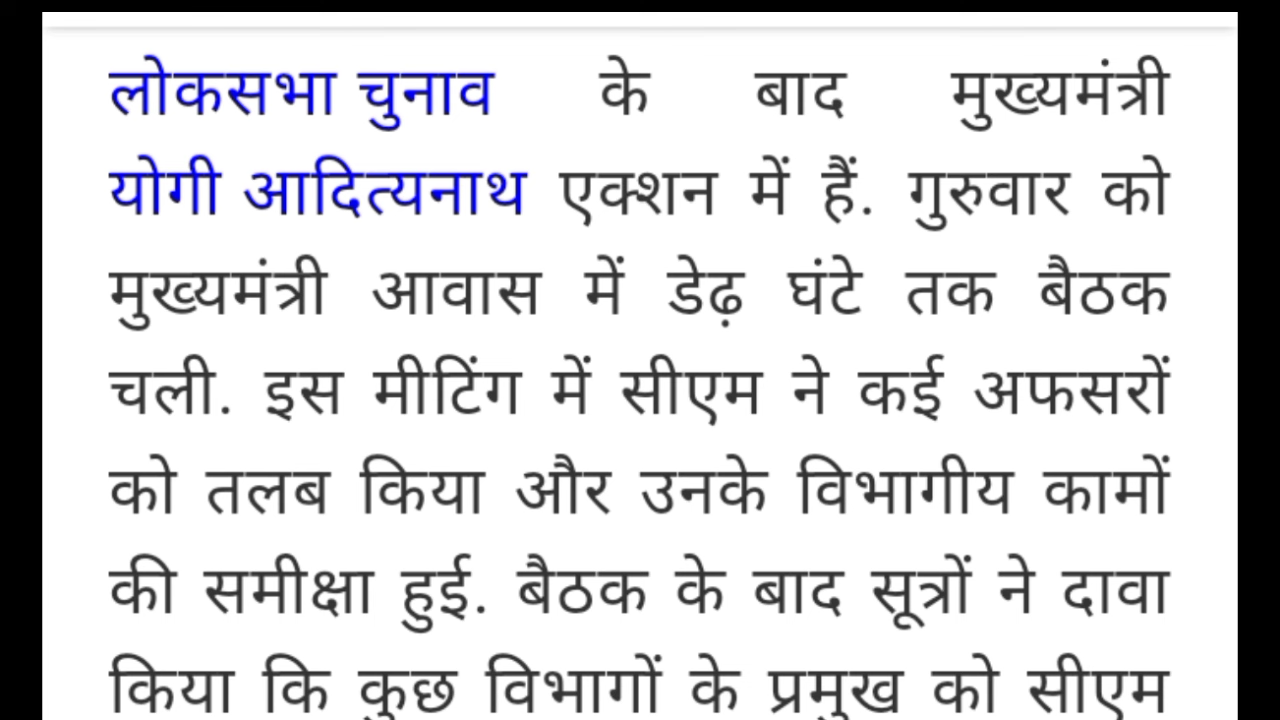 लोकसभा चुनाव के बाद मुख्यमंत्री
योगी आदित्यनाथ एक्शन में हैं. गुरुवार को
मुख्यमंत्री आवास में डेढ़ घंटे तक बैठक
चली. इस मीटिंग में सीएम ने कई अफसरों
को तलब किया और उनके विभागीय कामों
की समीक्षा हुई. बैठक के बाद सूत्रों ने दावा
किया कि कुछ विभागों के प्रमुख को सीएम